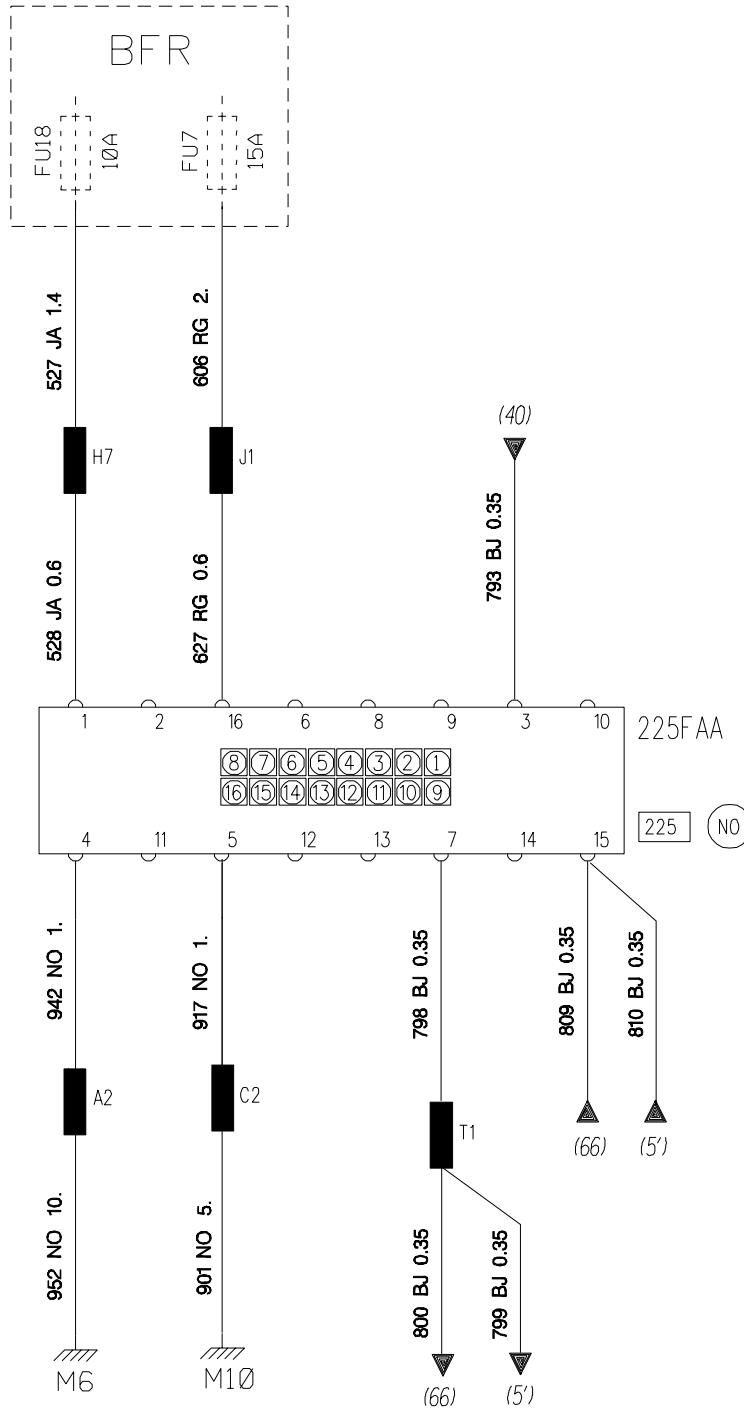 BFR
FU18
10A
FU7
15A
527 JA 1.4
606 RG 2.
(40)
H7
J1
793 BJ 0.35
528 JA 0.6
627 RG 0.6
1 2 16 6 8 9 3 10
225FAA
8 7 6 5 4 3 2 1
16 15 14 13 12 11 10 9
225 NO
4 11 5 12 13 7 14 15
942 NO 1.
917 NO 1.
798 BJ 0.35
809 BJ 0.35
810 BJ 0.35
A2
C2
T1
(66)
(5')
952 NO 10.
901 NO 5.
800 BJ 0.35
799 BJ 0.35
M6
M10
(66)
(5')